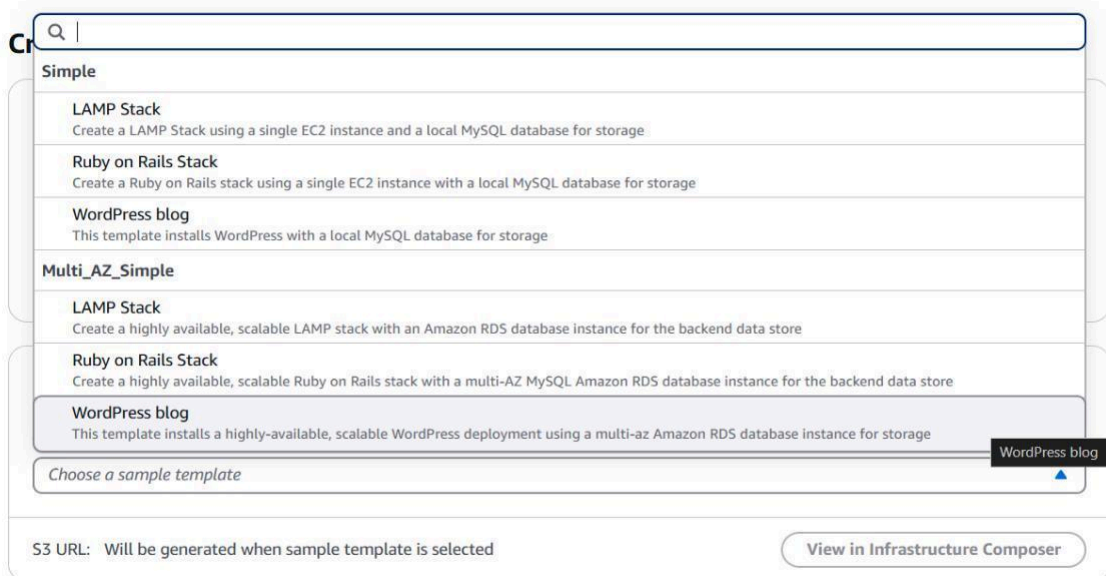 Cr
Simple
LAMP Stack
Create a LAMP Stack using a single EC2 instance and a local MySQL database for storage
Ruby on Rails Stack
Create a Ruby on Rails stack using a single EC2 instance with a local MySQL database for storage
WordPress blog
This template installs WordPress with a local MySQL database for storage
Multi_AZ_Simple
LAMP Stack
Create a highly available, scalable LAMP stack with an Amazon RDS database instance for the backend data store
Ruby on Rails Stack
Create a highly available, scalable Ruby on Rails stack with a multi-AZ MySQL Amazon RDS database instance for the backend data store
WordPress blog
This template installs a highly-available, scalable WordPress deployment using a multi-az Amazon RDS database instance for storage
WordPress blog
Choose a sample template
S3 URL: Will be generated when sample template is selected
View in Infrastructure Composer